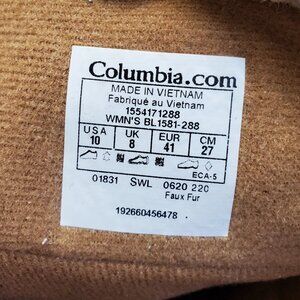 Columbia.com
MADE IN VIETNAM
Fabriqué au Vietnam
1554171288
WMN'S BL1581-288
USA UK EUR CM
10 8 41 27
ECA-5
01831 SWL 0620 220
Faux Fur
192660456478